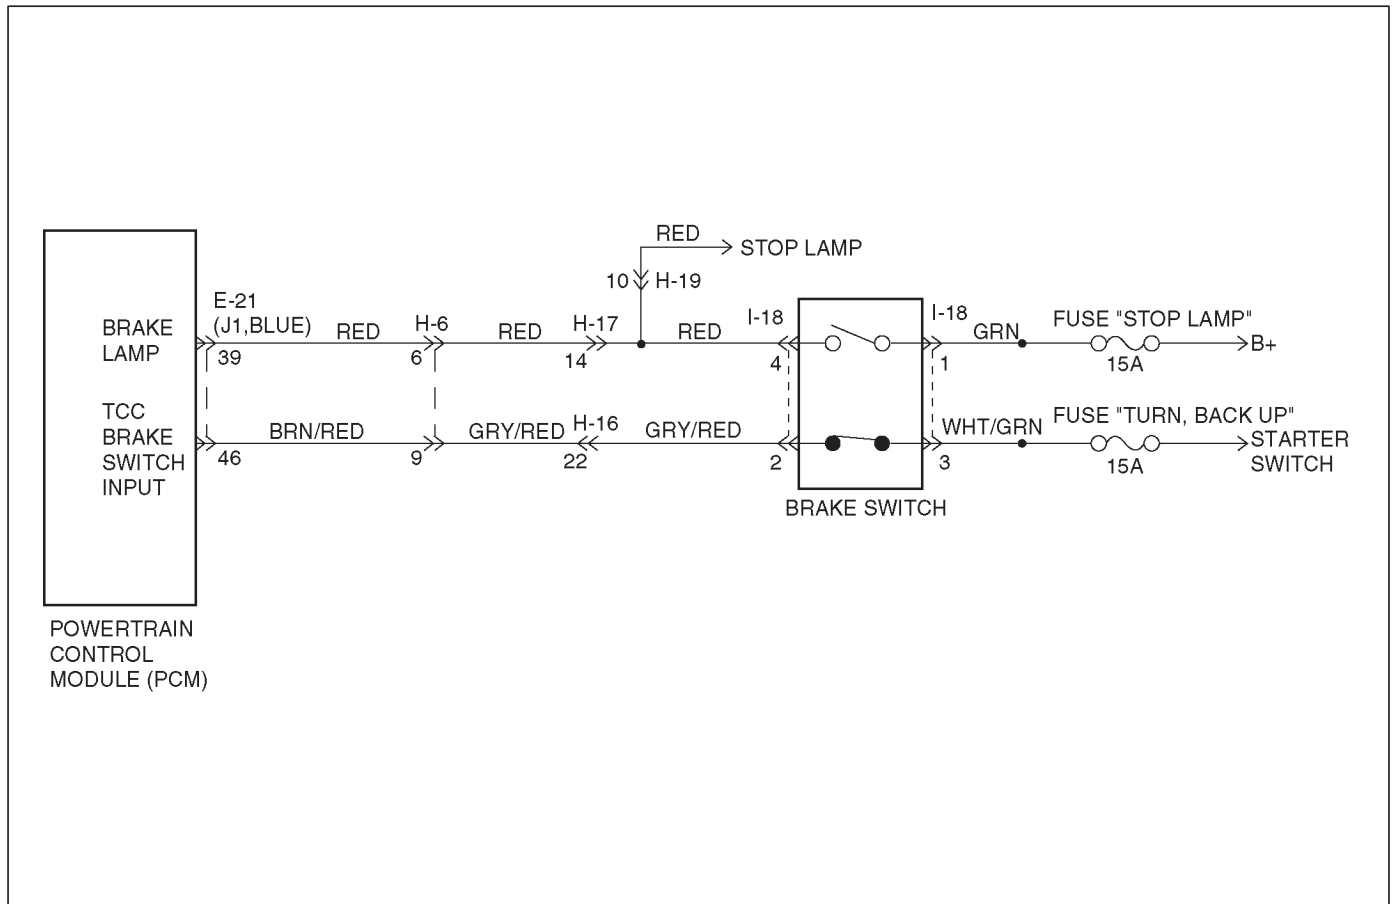 RED
STOP LAMP
10
H-19
E-21
(J1,BLUE)
BRAKE
LAMP
39
RED
H-6
6
RED
H-17
14
RED
I-18
4
I-18
1
GRN
FUSE "STOP LAMP"
15A
B+
TCC
BRAKE
SWITCH
INPUT
46
BRN/RED
9
GRY/RED
H-16
22
GRY/RED
2
3
WHT/GRN
FUSE "TURN, BACK UP"
15A
STARTER
SWITCH
BRAKE SWITCH
POWERTRAIN
CONTROL
MODULE (PCM)